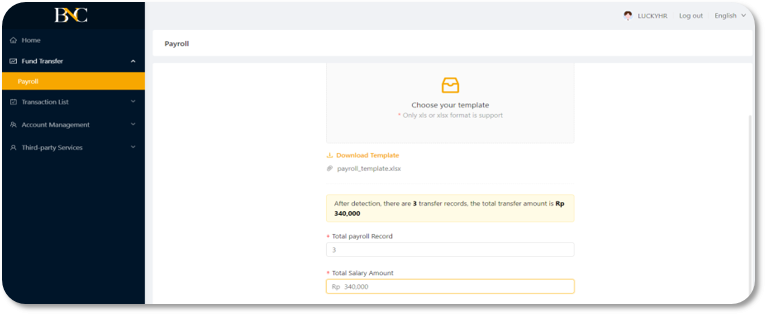 BNC
LUCKYHR
Log out
English
Home
Fund Transfer
Payroll
Transaction List
Account Management
Third-party Services
Payroll
Choose your template
* Only xls or xlsx format is support
Download Template
payroll_template.xlsx
After detection, there are 3 transfer records, the total transfer amount is Rp
340,000
* Total payroll Record
3
* Total Salary Amount
Rp 340,000